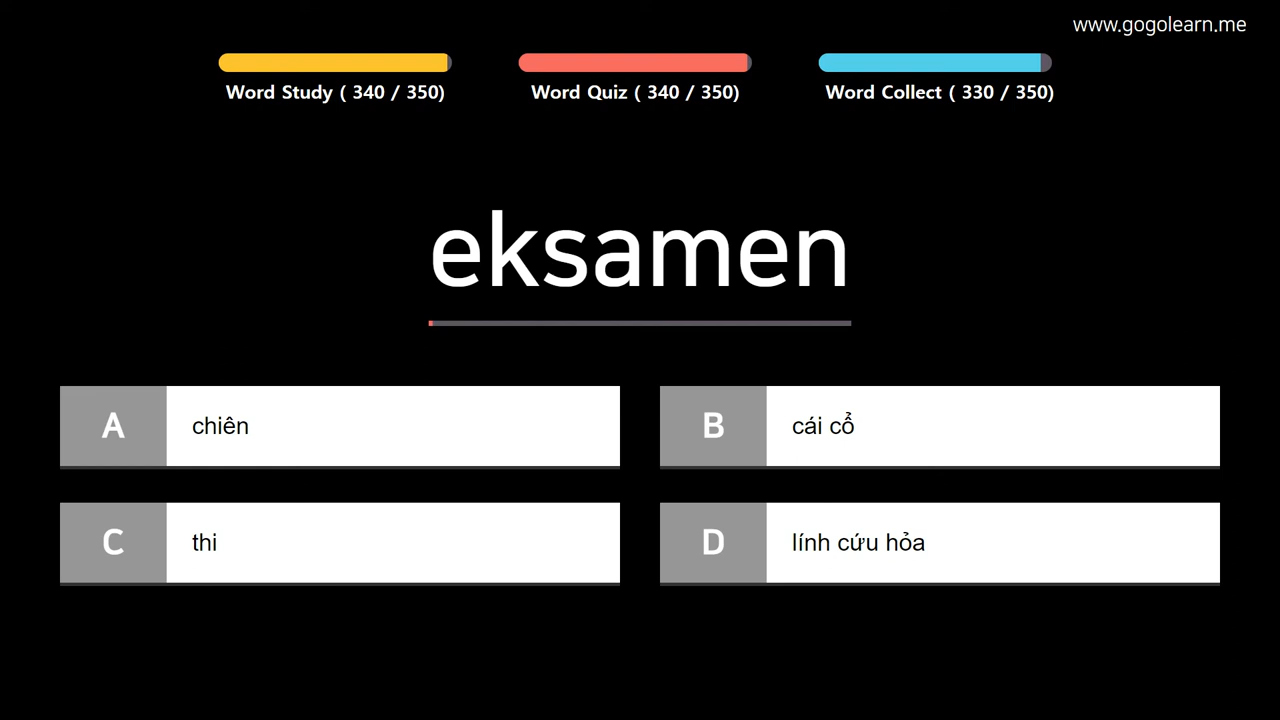 www.gogolearn.me
Word Study ( 340 / 350)
Word Quiz ( 340 / 350)
Word Collect ( 330 / 350)
eksamen
A chiên
B cái cổ
C thi
D lính cứu hỏa